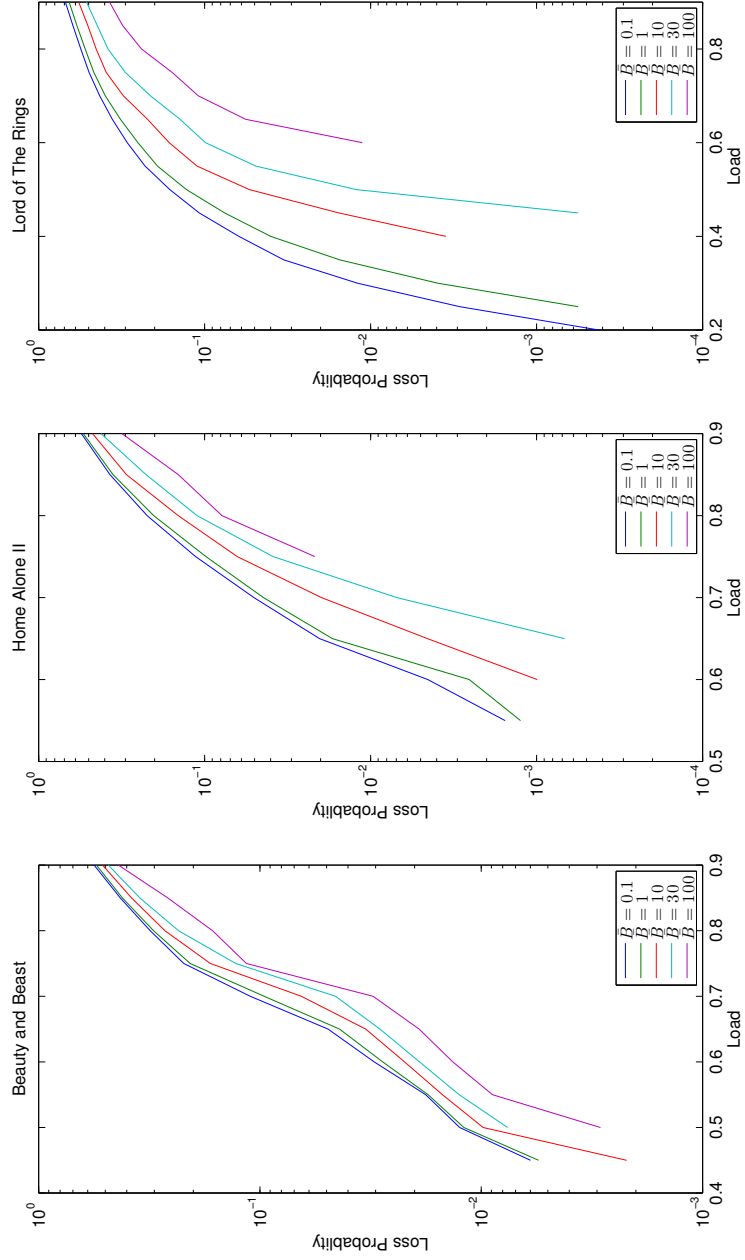 Beauty and Beast
Loss Probablity
10^0
10^-1
10^-2
10^-3
0.4 0.5 0.6 0.7 0.8 0.9
Load
B̄ = 0.1
B̄ = 1
B̄ = 10
B̄ = 30
B̄ = 100
Home Alone II
Loss Probablity
10^0
10^-1
10^-2
10^-3
10^-4
0.5 0.6 0.7 0.8 0.9
Load
B̄ = 0.1
B̄ = 1
B̄ = 10
B̄ = 30
B̄ = 100
Lord of The Rings
Loss Probablity
10^0
10^-1
10^-2
10^-3
10^-4
0.2 0.4 0.6 0.8
Load
B̄ = 0.1
B̄ = 1
B̄ = 10
B̄ = 30
B̄ = 100